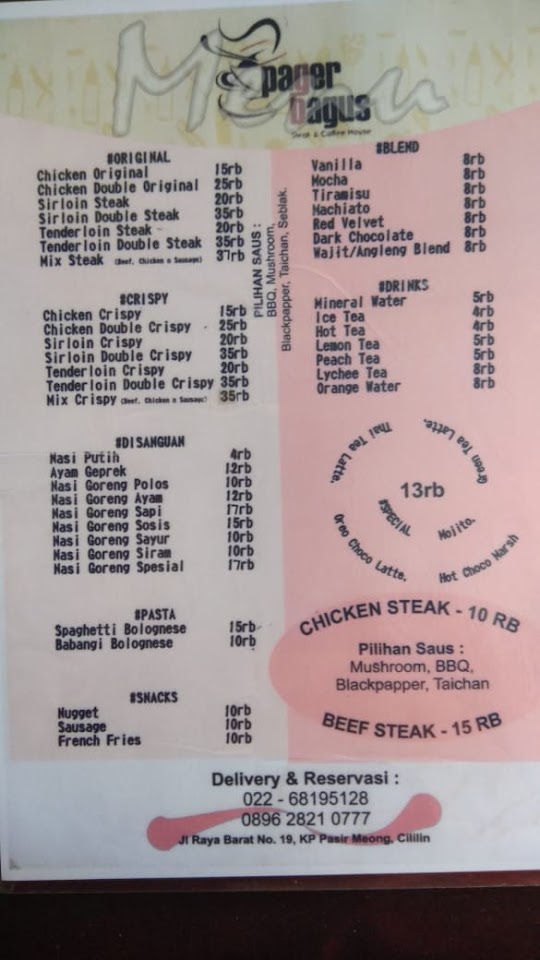 Menu
pager
bagus
Steak & Coffee House
#ORIGINAL
Chicken Original 15rb
Chicken Double Original 25rb
Sirloin Steak 20rb
Sirloin Double Steak 35rb
Tenderloin Steak 20rb
Tenderloin Double Steak 35rb
Mix Steak (Beef, Chicken n Sausage) 37rb
PILIHAN SAUS :
BBQ, Mushroom,
Blackpapper, Taichan, Seblak.
#CRISPY
Chicken Crispy 15rb
Chicken Double Crispy 25rb
Sirloin Crispy 20rb
Sirloin Double Crispy 35rb
Tenderloin Crispy 20rb
Tenderloin Double Crispy 35rb
Mix Crispy (Beef, Chicken n Sausage) 35rb
#DISANGUAN
Nasi Putih 4rb
Ayam Geprek 12rb
Nasi Goreng Polos 10rb
Nasi Goreng Ayam 12rb
Nasi Goreng Sapi 17rb
Nasi Goreng Sosis 15rb
Nasi Goreng Sayur 10rb
Nasi Goreng Siram 10rb
Nasi Goreng Spesial 17rb
#PASTA
Spaghetti Bolognese 15rb
Babangi Bolognese 10rb
#SNACKS
Nugget 10rb
Sausage 10rb
French Fries 10rb
#BLEND
Vanilla 8rb
Mocha 8rb
Tiramisu 8rb
Machiato 8rb
Red Velvet 8rb
Dark Chocolate 8rb
Wajit/Angleng Blend 8rb
#DRINKS
Mineral Water 5rb
Ice Tea 4rb
Hot Tea 4rb
Lemon Tea 5rb
Peach Tea 5rb
Lychee Tea 8rb
Orange Water 8rb
Thai Tea Latte.
Green Tea Latte.
13rb
#SPECIAL
Mojito.
Oreo Choco Latte.
Hot Choco Marsh
CHICKEN STEAK - 10 RB
Pilihan Saus :
Mushroom, BBQ,
Blackpapper, Taichan
BEEF STEAK - 15 RB
Delivery & Reservasi :
022 - 68195128
0896 2821 0777
Jl Raya Barat No. 19, KP Pasir Meong, Cililin